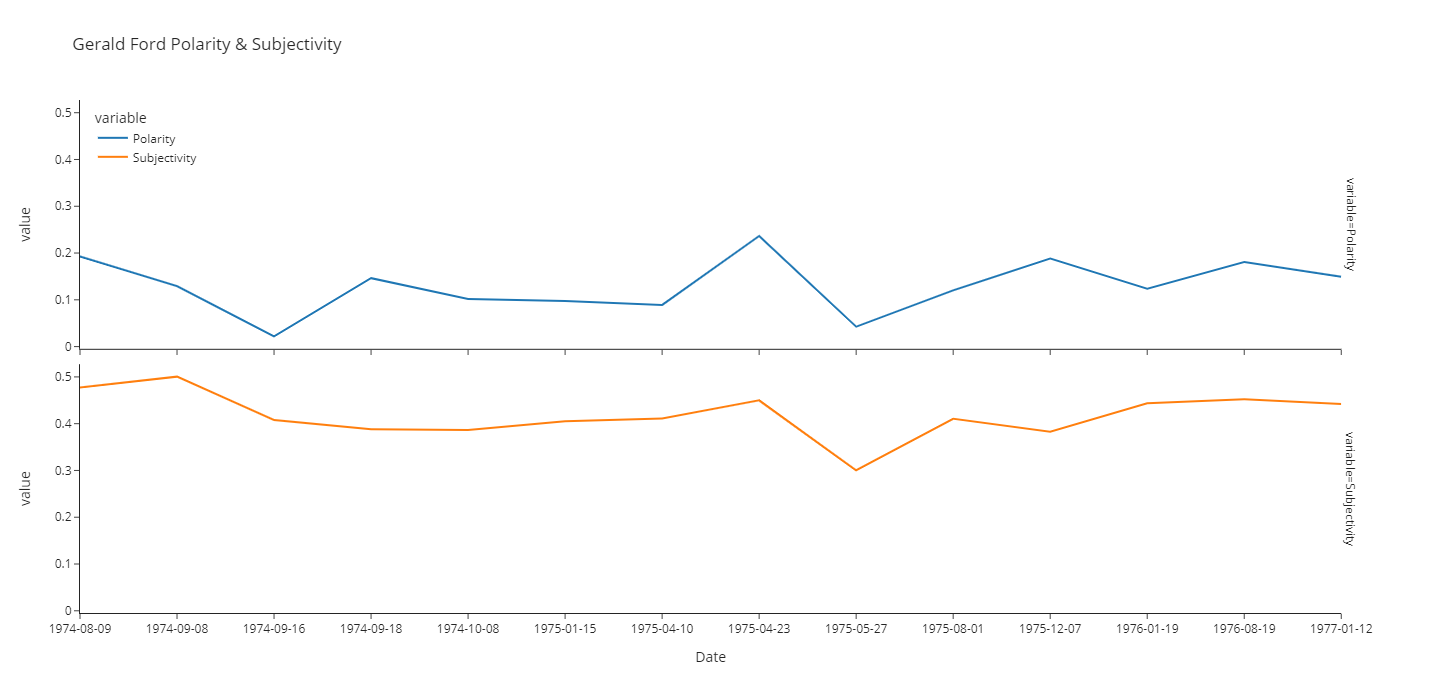 Gerald Ford Polarity & Subjectivity
variable
Polarity
Subjectivity
0.5
0.4
0.3
0.2
0.1
0
value
variable=Polarity
0.5
0.4
0.3
0.2
0.1
0
value
variable=Subjectivity
1974-08-09 1974-09-08 1974-09-16 1974-09-18 1974-10-08 1975-01-15 1975-04-10 1975-04-23 1975-05-27 1975-08-01 1975-12-07 1976-01-19 1976-08-19 1977-01-12
Date